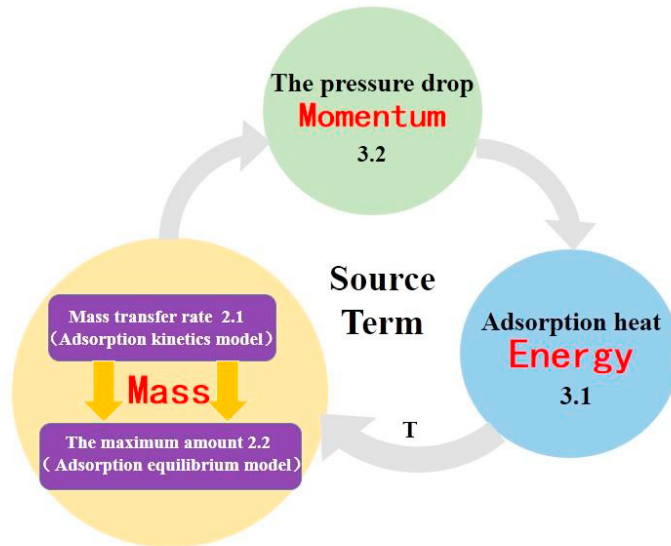 The pressure drop
Momentum
3.2
Source
Term
Adsorption heat
Energy
3.1
T
Mass transfer rate 2.1
（Adsorption kinetics model）
Mass
The maximum amount 2.2
（Adsorption equilibrium model）